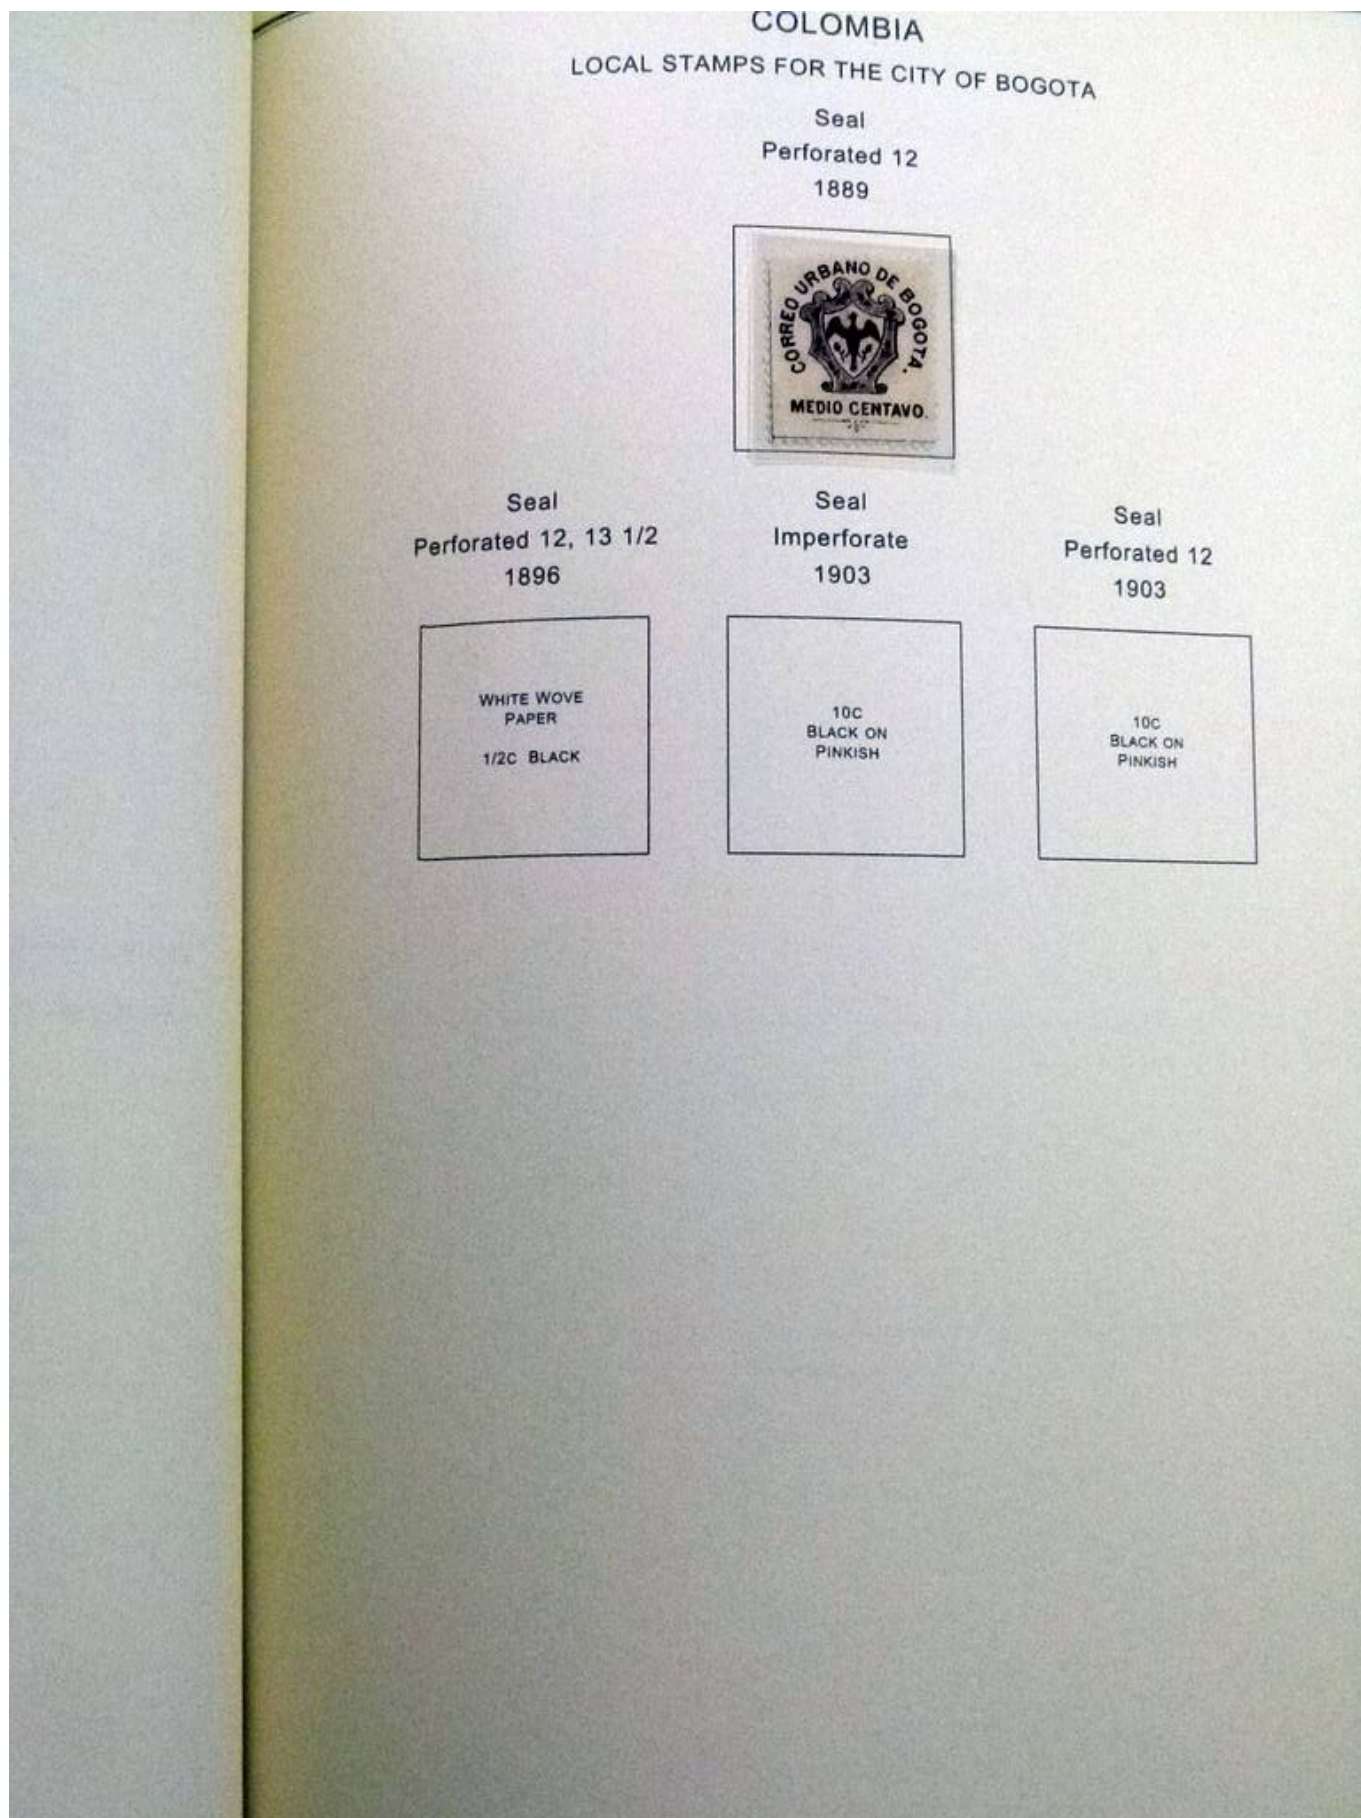 COLOMBIA
LOCAL STAMPS FOR THE CITY OF BOGOTA
Seal
Perforated 12
1889
CORREO URBANO DE BOGOTA.
MEDIO CENTAVO.
Seal
Perforated 12, 13 1/2
1896
WHITE WOVE
PAPER
1/2C BLACK
Seal
Imperforate
1903
10C
BLACK ON
PINKISH
Seal
Perforated 12
1903
10C
BLACK ON
PINKISH